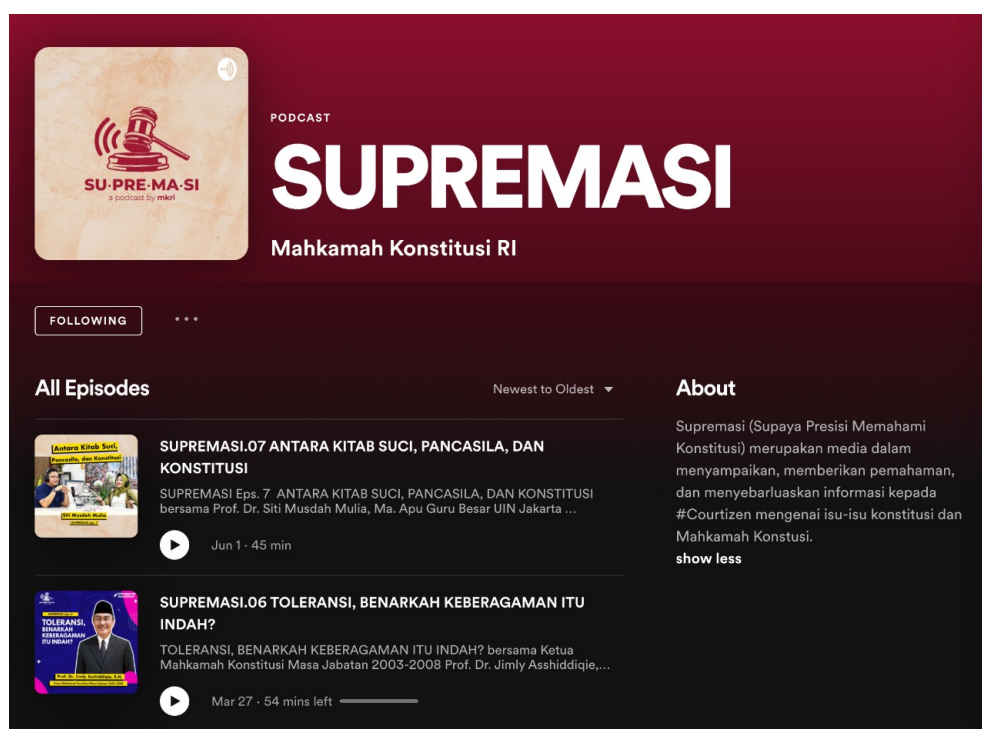 SU·PRE·MA·SI
a podcast by mkri
PODCAST
SUPREMASI
Mahkamah Konstitusi RI
FOLLOWING
All Episodes
Newest to Oldest
Antara Kitab Suci,
Pancasila, dan Konstitusi
Siti Musdah Mulia
SUPREMASI eps. 7
SUPREMASI.07 ANTARA KITAB SUCI, PANCASILA, DAN
KONSTITUSI
SUPREMASI Eps. 7 ANTARA KITAB SUCI, PANCASILA, DAN KONSTITUSI
bersama Prof. Dr. Siti Musdah Mulia, Ma. Apu Guru Besar UIN Jakarta ...
Jun 1 · 45 min
TOLERANSI,
BENARKAH
KEBERAGAMAN
ITU INDAH?
Prof. Dr. Jimly Asshiddiqie, S.H.
SUPREMASI.06 TOLERANSI, BENARKAH KEBERAGAMAN ITU
INDAH?
TOLERANSI, BENARKAH KEBERAGAMAN ITU INDAH? bersama Ketua
Mahkamah Konstitusi Masa Jabatan 2003-2008 Prof. Dr. Jimly Asshiddiqie,...
Mar 27 · 54 mins left
About
Supremasi (Supaya Presisi Memahami
Konstitusi) merupakan media dalam
menyampaikan, memberikan pemahaman,
dan menyebarluaskan informasi kepada
#Courtizen mengenai isu-isu konstitusi dan
Mahkamah Konstusi.
show less